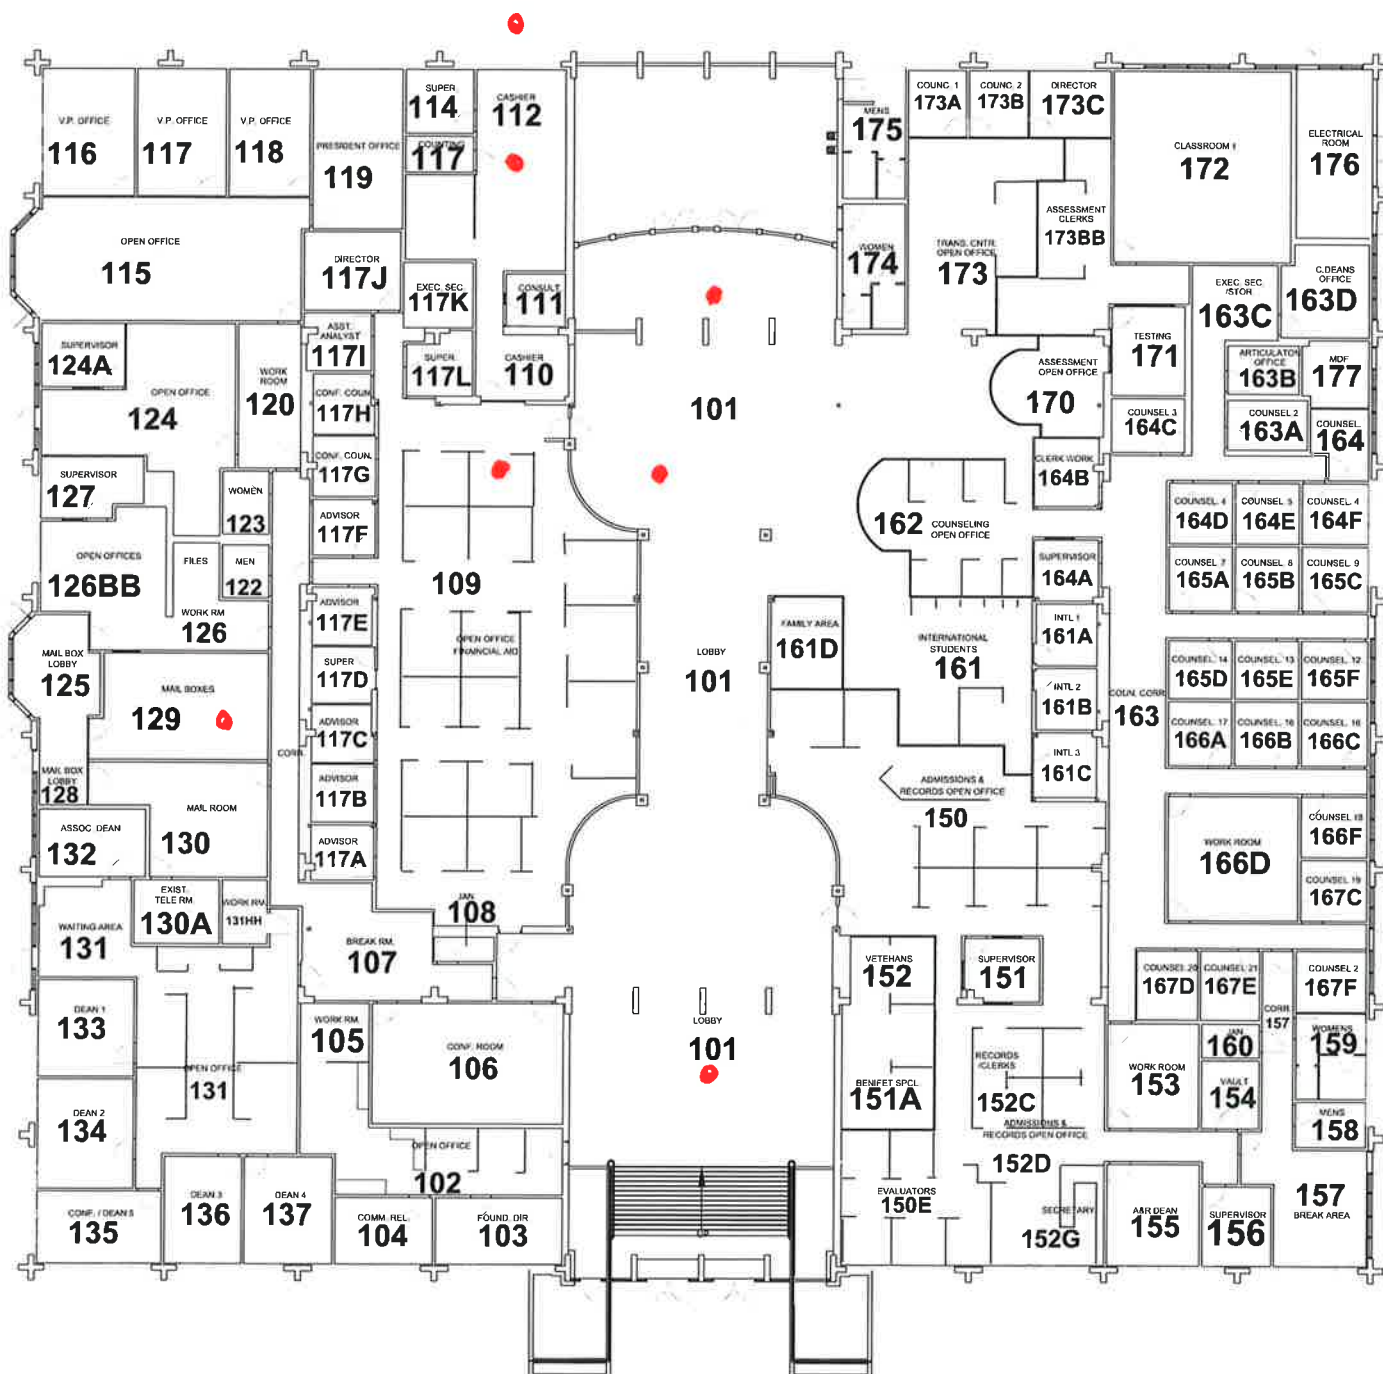 V.P. OFFICE
116
V.P. OFFICE
117
V.P. OFFICE
118
PRESIDENT OFFICE
119
SUPER
114
COUNTING
117
CASHIER
112
MENS
175
COUNC. 1
173A
COUNC. 2
173B
DIRECTOR
173C
CLASSROOM 1
172
ELECTRICAL
ROOM
176
OPEN OFFICE
115
DIRECTOR
117J
EXEC. SEC
117K
CONSULT.
111
WOMEN
174
TRANS. CNTR.
OPEN OFFICE
173
ASSESSMENT
CLERKS
173BB
EXEC. SEC
/STOR
163C
C.DEANS
OFFICE
163D
SUPERVISOR
124A
OPEN OFFICE
124
WORK
ROOM
120
ASST.
ANALYST
117I
SUPER.
117L
CASHIER
110
101
ASSESSMENT
OPEN OFFICE
170
TESTING
171
ARTICULATON
OFFICE
163B
MDF
177
CONF. COUN.
117H
COUNSEL 3
164C
COUNSEL 2
163A
COUNSEL.
164
SUPERVISOR
127
CONF. COUN.
117G
CLERK WORK
164B
WOMEN
123
ADVISOR
117F
162
COUNSELING
OPEN OFFICE
COUNSEL. 4
164D
COUNSEL. 5
164E
COUNSEL. 4
164F
OPEN OFFICES
126BB
FILES
MEN
122
109
SUPERVISOR
164A
COUNSEL. 7
165A
COUNSEL. 8
165B
COUNSEL. 9
165C
WORK RM
126
ADVISOR
117E
OPEN OFFICE
FINANCIAL AID
FAMILY AREA
161D
INTERNATIONAL
STUDENTS
161
INTL 1
161A
MAIL BOX
LOBBY
125
SUPER
117D
LOBBY
101
INTL 2
161B
COUN. CORR.
163
COUNSEL. 14
165D
COUNSEL. 13
165E
COUNSEL. 12
165F
MAIL BOXES
129
ADVISOR
117C
COUNSEL. 17
166A
COUNSEL. 16
166B
COUNSEL. 16
166C
CORR.
INTL 3
161C
MAIL BOX
LOBBY
128
ADVISOR
117B
ADMISSIONS &
RECORDS OPEN OFFICE
150
MAIL ROOM
130
ASSOC. DEAN
132
ADVISOR
117A
WORK ROOM
166D
COUNSEL 18
166F
COUNSEL 19
167C
EXIST.
TELE RM.
130A
WORK RM.
131HH
JAN
108
WAITING AREA
131
BREAK RM.
107
VETEHANS
152
SUPERVISOR
151
COUNSEL 20
167D
COUNSEL 21
167E
COUNSEL 2
167F
DEAN 1
133
WORK RM.
105
CONF. ROOM
106
LOBBY
101
CORR.
157
WOMENS
159
JAN
160
OPEN OFFICE
131
RECORDS
/CLERKS
152C
WORK ROOM
153
VAULT
154
DEAN 2
134
BENIFET SPCL.
151A
ADMISSIONS &
RECORDS OPEN OFFICE
152D
MENS
158
OPEN OFFICE
102
CONF. / DEAN 5
135
DEAN 3
136
DEAN 4
137
COMM. REL.
104
FOUND. DIR
103
EVALUATORS
150E
SECRETARY
152G
A&R DEAN
155
SUPERVISOR
156
157
BREAK AREA